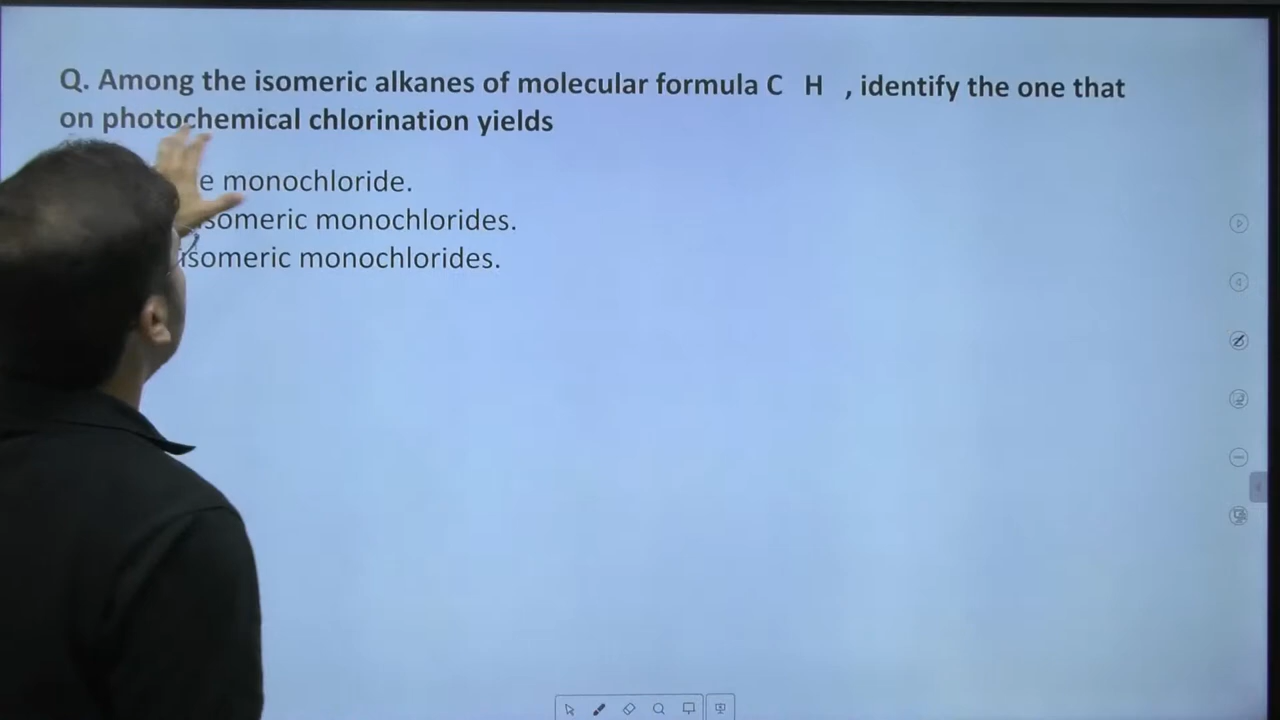 Q. Among the isomeric alkanes of molecular formula C H , identify the one that
on photochemical chlorination yields
e monochloride.
someric monochlorides.
isomeric monochlorides.